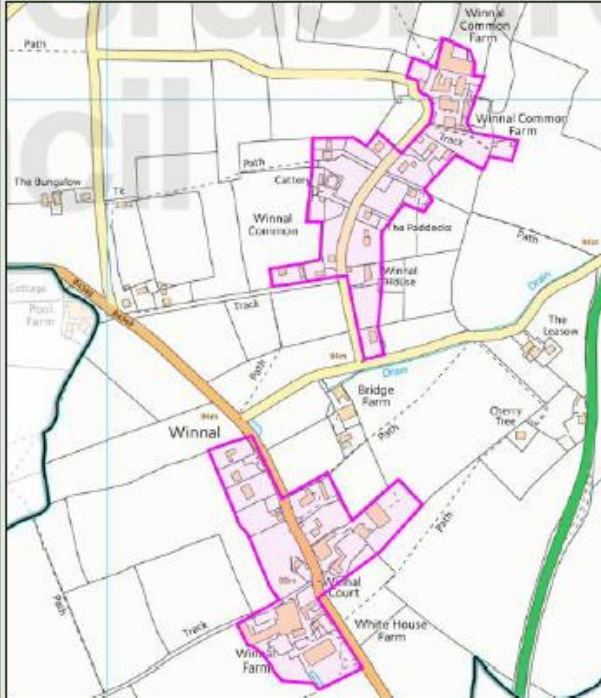 Winnal
Common
Farm
Path
Winnal Common
Farm
Track
Path
Cattery
The Bungalow
Tk
Winnal
Common
The Paddocks
Path
Winnal
House
Drain
Cottage
Pool
Farm
Track
The
Leasow
Path
Drain
Bridge
Farm
Winnal
Path
Cherry
Tree
Path
Winnal
Court
Path
Track
White House
Farm
Winnal
Farm
cil